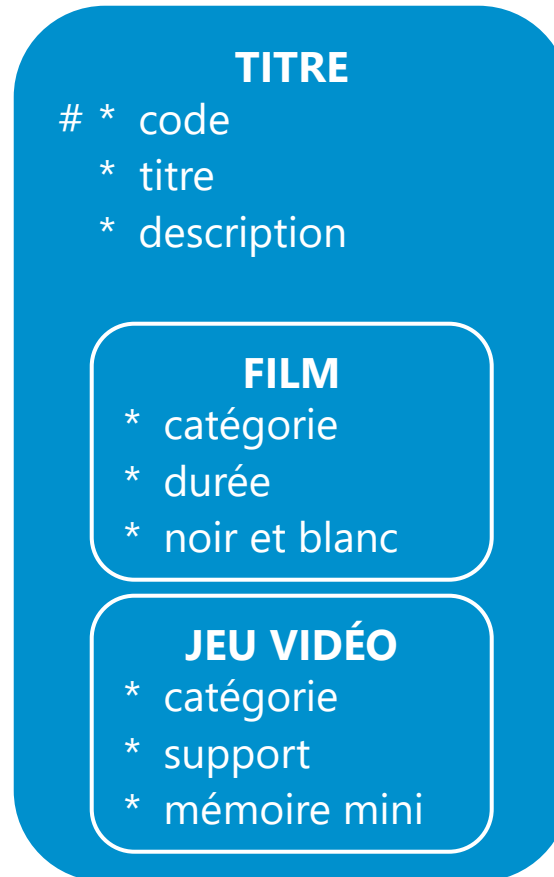 TITRE
# * code
* titre
* description
FILM
* catégorie
* durée
* noir et blanc
JEU VIDÉO
* catégorie
* support
* mémoire mini